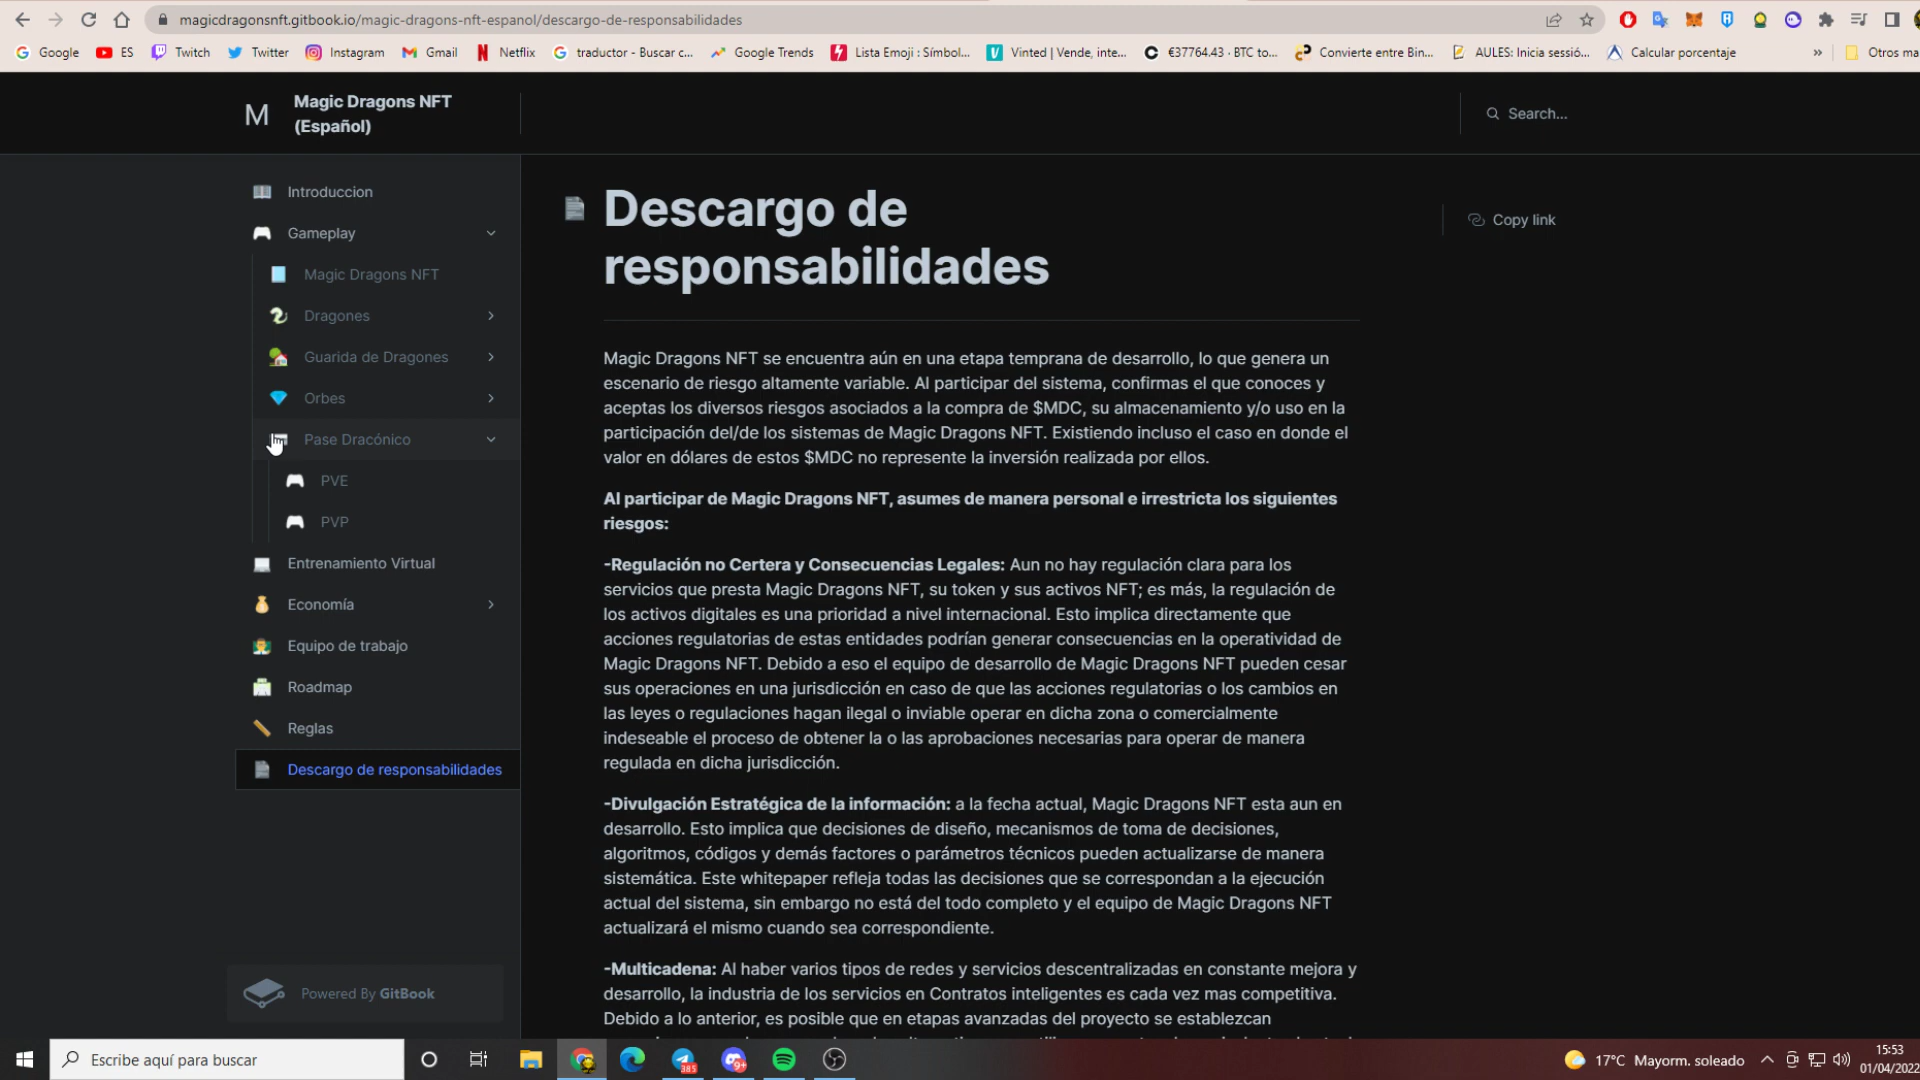 magicdragonsnft.gitbook.io/magic-dragons-nft-espanol/descargo-de-responsabilidades
Google
ES
Twitch
Twitter
Instagram
Gmail
Netflix
traductor - Buscar c...
Google Trends
Lista Emoji : Símbol...
Vinted | Vende, inte...
€37764.43 · BTC to...
Convierte entre Bin...
AULES: Inicia sessió...
Calcular porcentaje
»
Otros ma
M
Magic Dragons NFT
(Español)
Search...
Introduccion
Gameplay
Magic Dragons NFT
Dragones
Guarida de Dragones
Orbes
Pase Dracónico
PVE
PVP
Entrenamiento Virtual
Economía
Equipo de trabajo
Roadmap
Reglas
Descargo de responsabilidades
Powered By GitBook
Descargo de
responsabilidades
Copy link
Magic Dragons NFT se encuentra aún en una etapa temprana de desarrollo, lo que genera un
escenario de riesgo altamente variable. Al participar del sistema, confirmas el que conoces y
aceptas los diversos riesgos asociados a la compra de $MDC, su almacenamiento y/o uso en la
participación del/de los sistemas de Magic Dragons NFT. Existiendo incluso el caso en donde el
valor en dólares de estos $MDC no represente la inversión realizada por ellos.
Al participar de Magic Dragons NFT, asumes de manera personal e irrestricta los siguientes
riesgos:
-Regulación no Certera y Consecuencias Legales: Aun no hay regulación clara para los
servicios que presta Magic Dragons NFT, su token y sus activos NFT; es más, la regulación de
los activos digitales es una prioridad a nivel internacional. Esto implica directamente que
acciones regulatorias de estas entidades podrían generar consecuencias en la operatividad de
Magic Dragons NFT. Debido a eso el equipo de desarrollo de Magic Dragons NFT pueden cesar
sus operaciones en una jurisdicción en caso de que las acciones regulatorias o los cambios en
las leyes o regulaciones hagan ilegal o inviable operar en dicha zona o comercialmente
indeseable el proceso de obtener la o las aprobaciones necesarias para operar de manera
regulada en dicha jurisdicción.
-Divulgación Estratégica de la información: a la fecha actual, Magic Dragons NFT esta aun en
desarrollo. Esto implica que decisiones de diseño, mecanismos de toma de decisiones,
algoritmos, códigos y demás factores o parámetros técnicos pueden actualizarse de manera
sistemática. Este whitepaper refleja todas las decisiones que se correspondan a la ejecución
actual del sistema, sin embargo no está del todo completo y el equipo de Magic Dragons NFT
actualizará el mismo cuando sea correspondiente.
-Multicadena: Al haber varios tipos de redes y servicios descentralizadas en constante mejora y
desarrollo, la industria de los servicios en Contratos inteligentes es cada vez mas competitiva.
Debido a lo anterior, es posible que en etapas avanzadas del proyecto se establezcan
Escribe aquí para buscar
385
9+
17°C Mayorm. soleado
15:53
01/04/2022